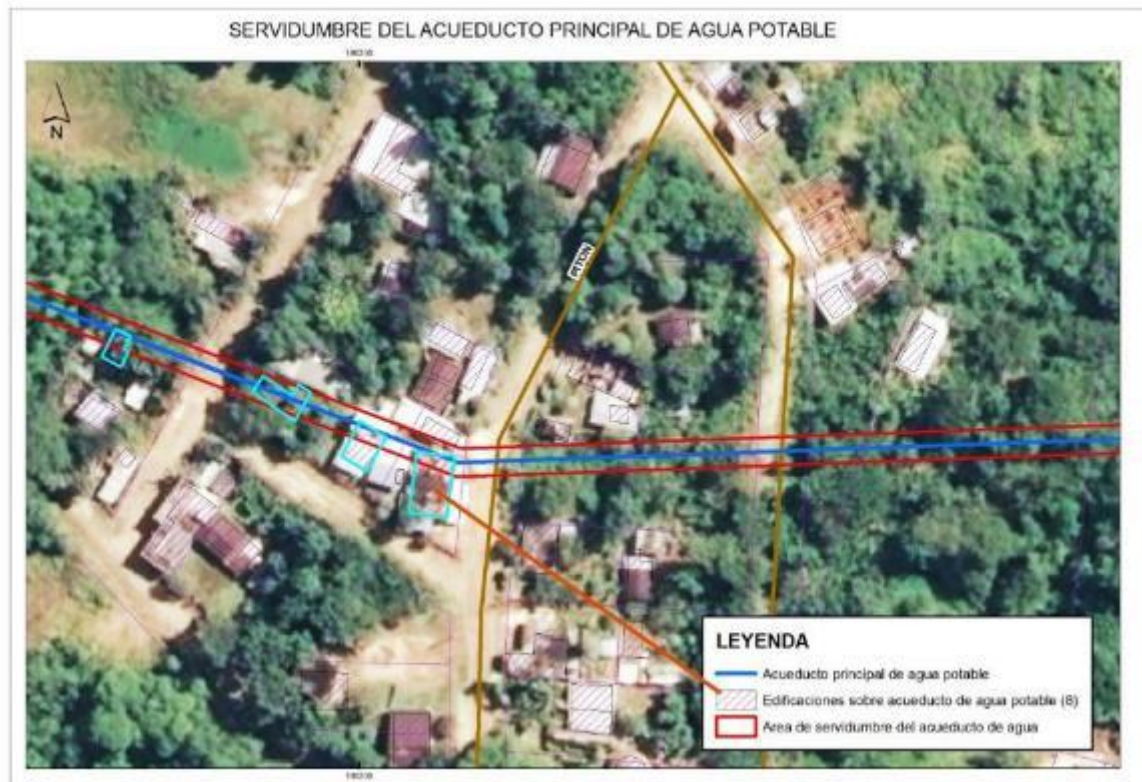 SERVIDUMBRE DEL ACUEDUCTO PRINCIPAL DE AGUA POTABLE
N
PITON
LEYENDA
Acueducto principal de agua potable
Edificaciones sobre acueducto de agua potable (8)
Area de servidumbre del acueducto de agua